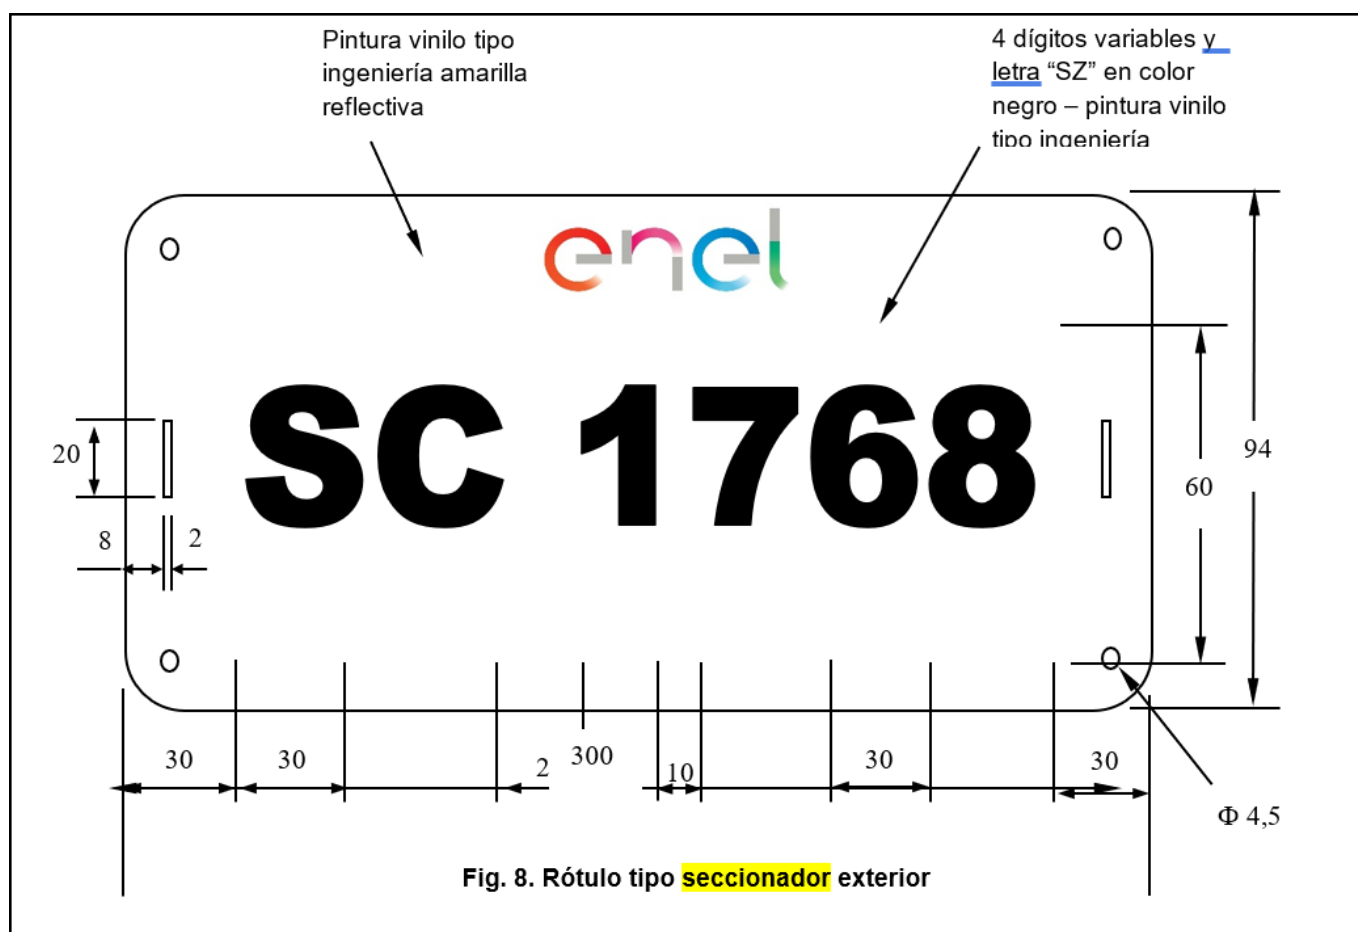 Pintura vinilo tipo
ingeniería amarilla
reflectiva
4 dígitos variables y
letra “SZ” en color
negro – pintura vinilo
tipo ingeniería
enel
SC 1768
20
8
2
60
94
30
30
2
300
10
30
30
Φ 4,5
Fig. 8. Rótulo tipo seccionador exterior